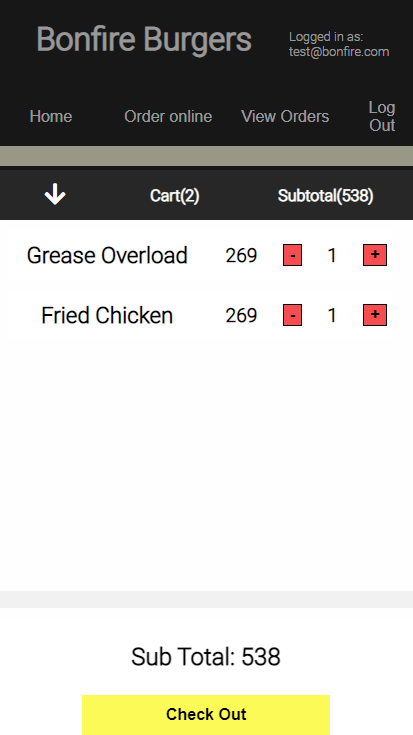 Bonfire Burgers
Logged in as:
test@bonfire.com
Home Order online View Orders Log
Out
Cart(2) Subtotal(538)
Grease Overload 269 - 1 +
Fried Chicken 269 - 1 +
Sub Total: 538
Check Out